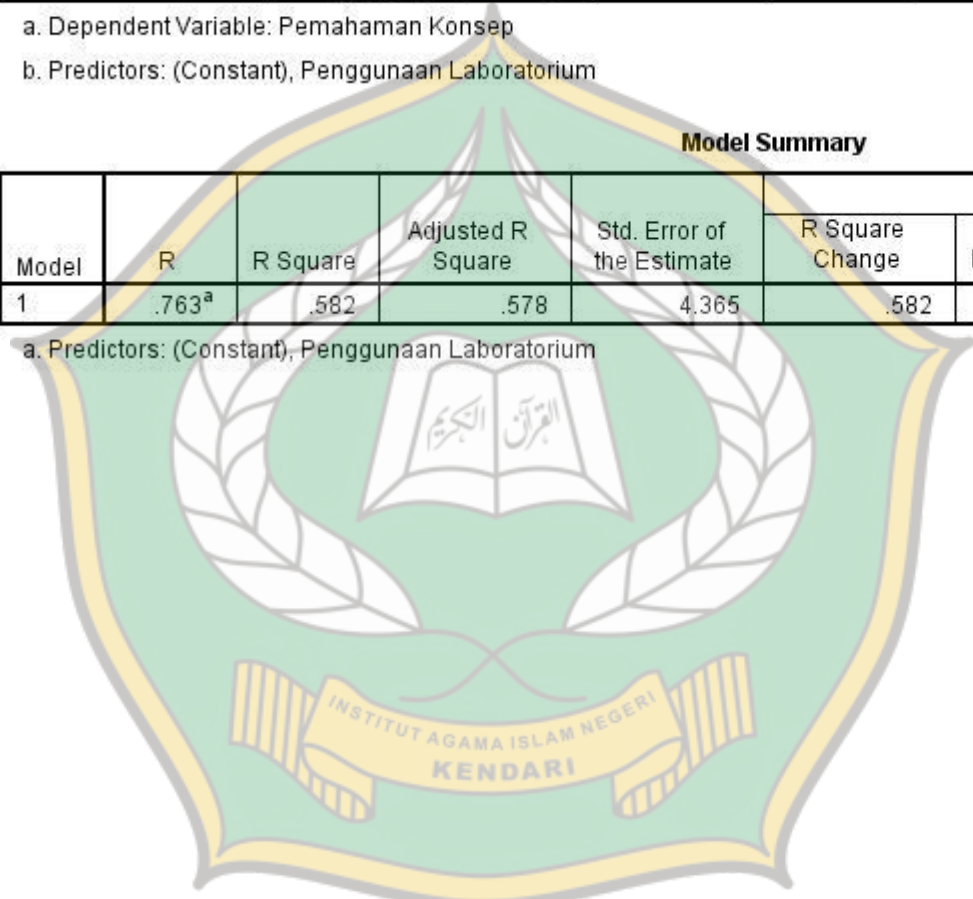 a. Dependent Variable: Pemahaman Konsep
b. Predictors: (Constant), Penggunaan Laboratorium
Model Summary
Model R R Square Adjusted R Square Std. Error of the Estimate R Square Change
1 .763a .582 .578 4.365 .582
a. Predictors: (Constant), Penggunaan Laboratorium
القرآن الكريم
INSTITUT AGAMA ISLAM NEGERI
KENDARI